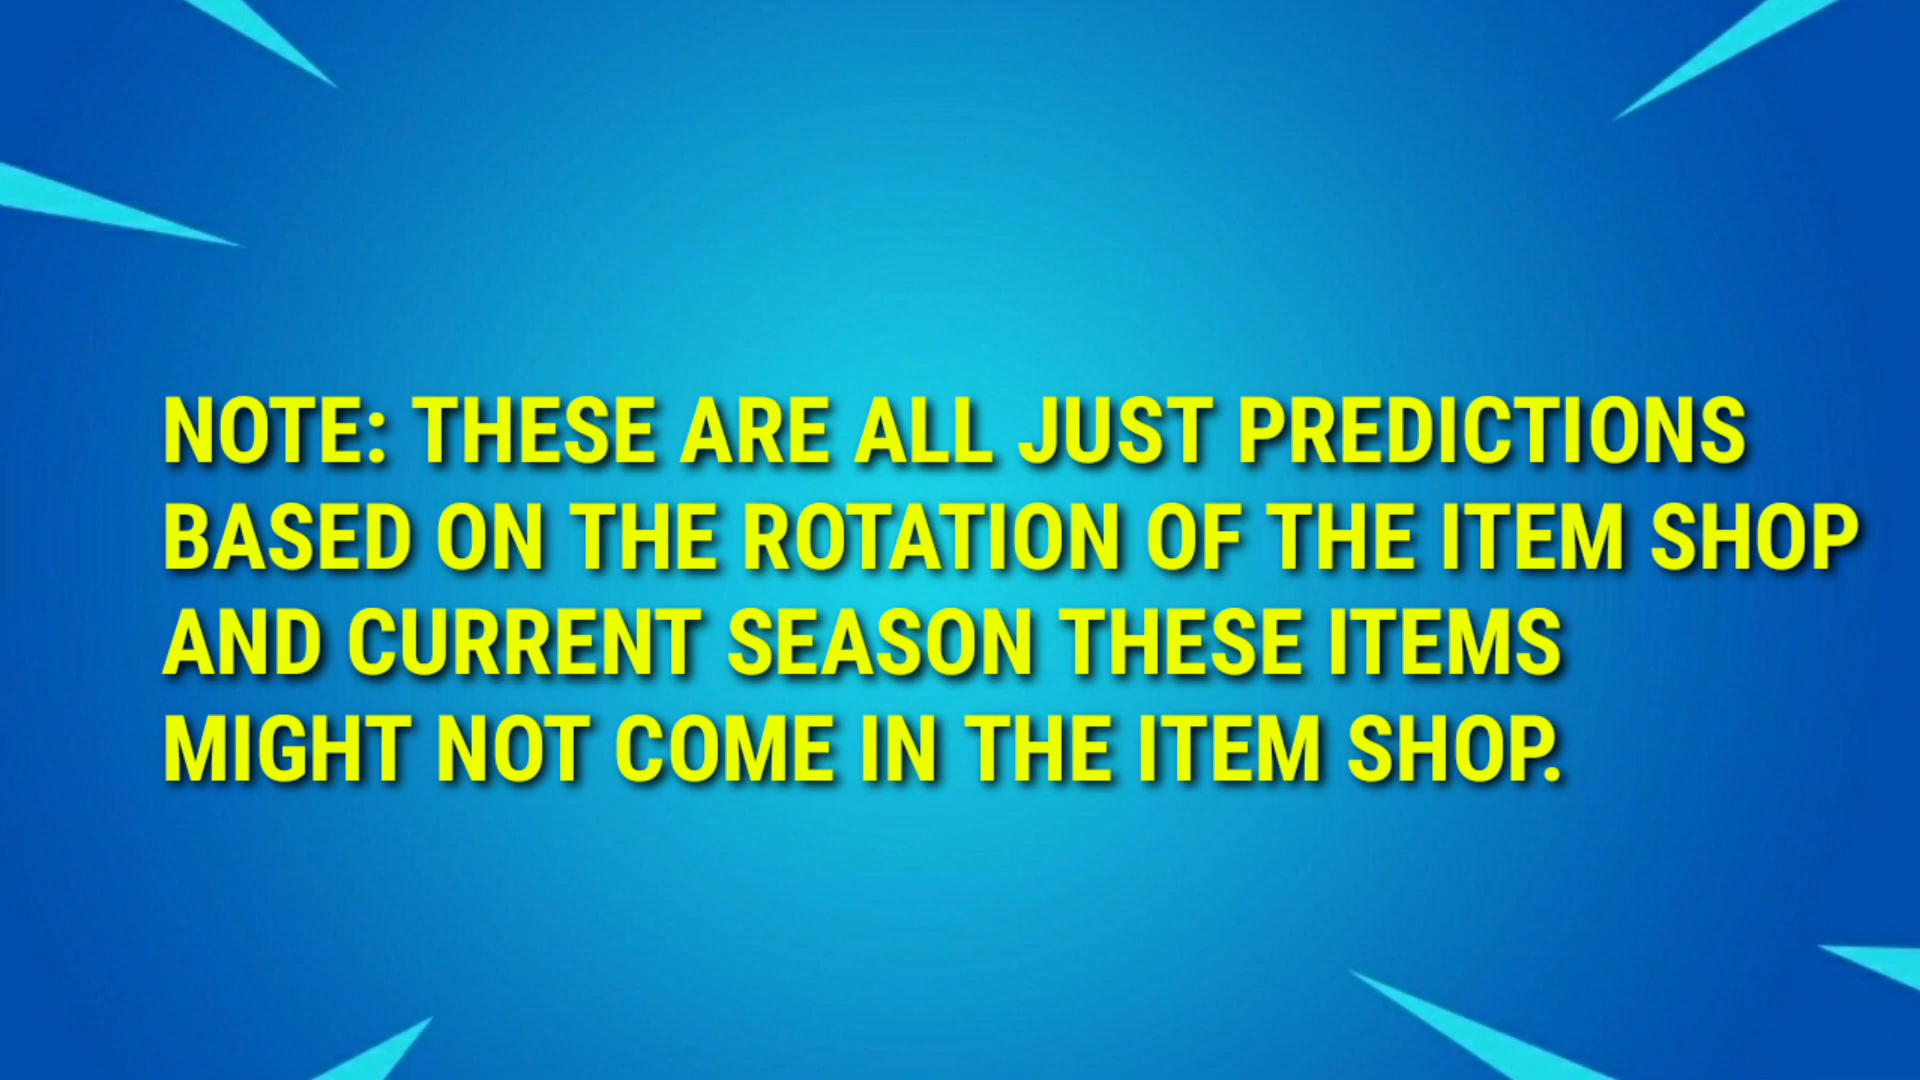 NOTE: THESE ARE ALL JUST PREDICTIONS
BASED ON THE ROTATION OF THE ITEM SHOP
AND CURRENT SEASON THESE ITEMS
MIGHT NOT COME IN THE ITEM SHOP.